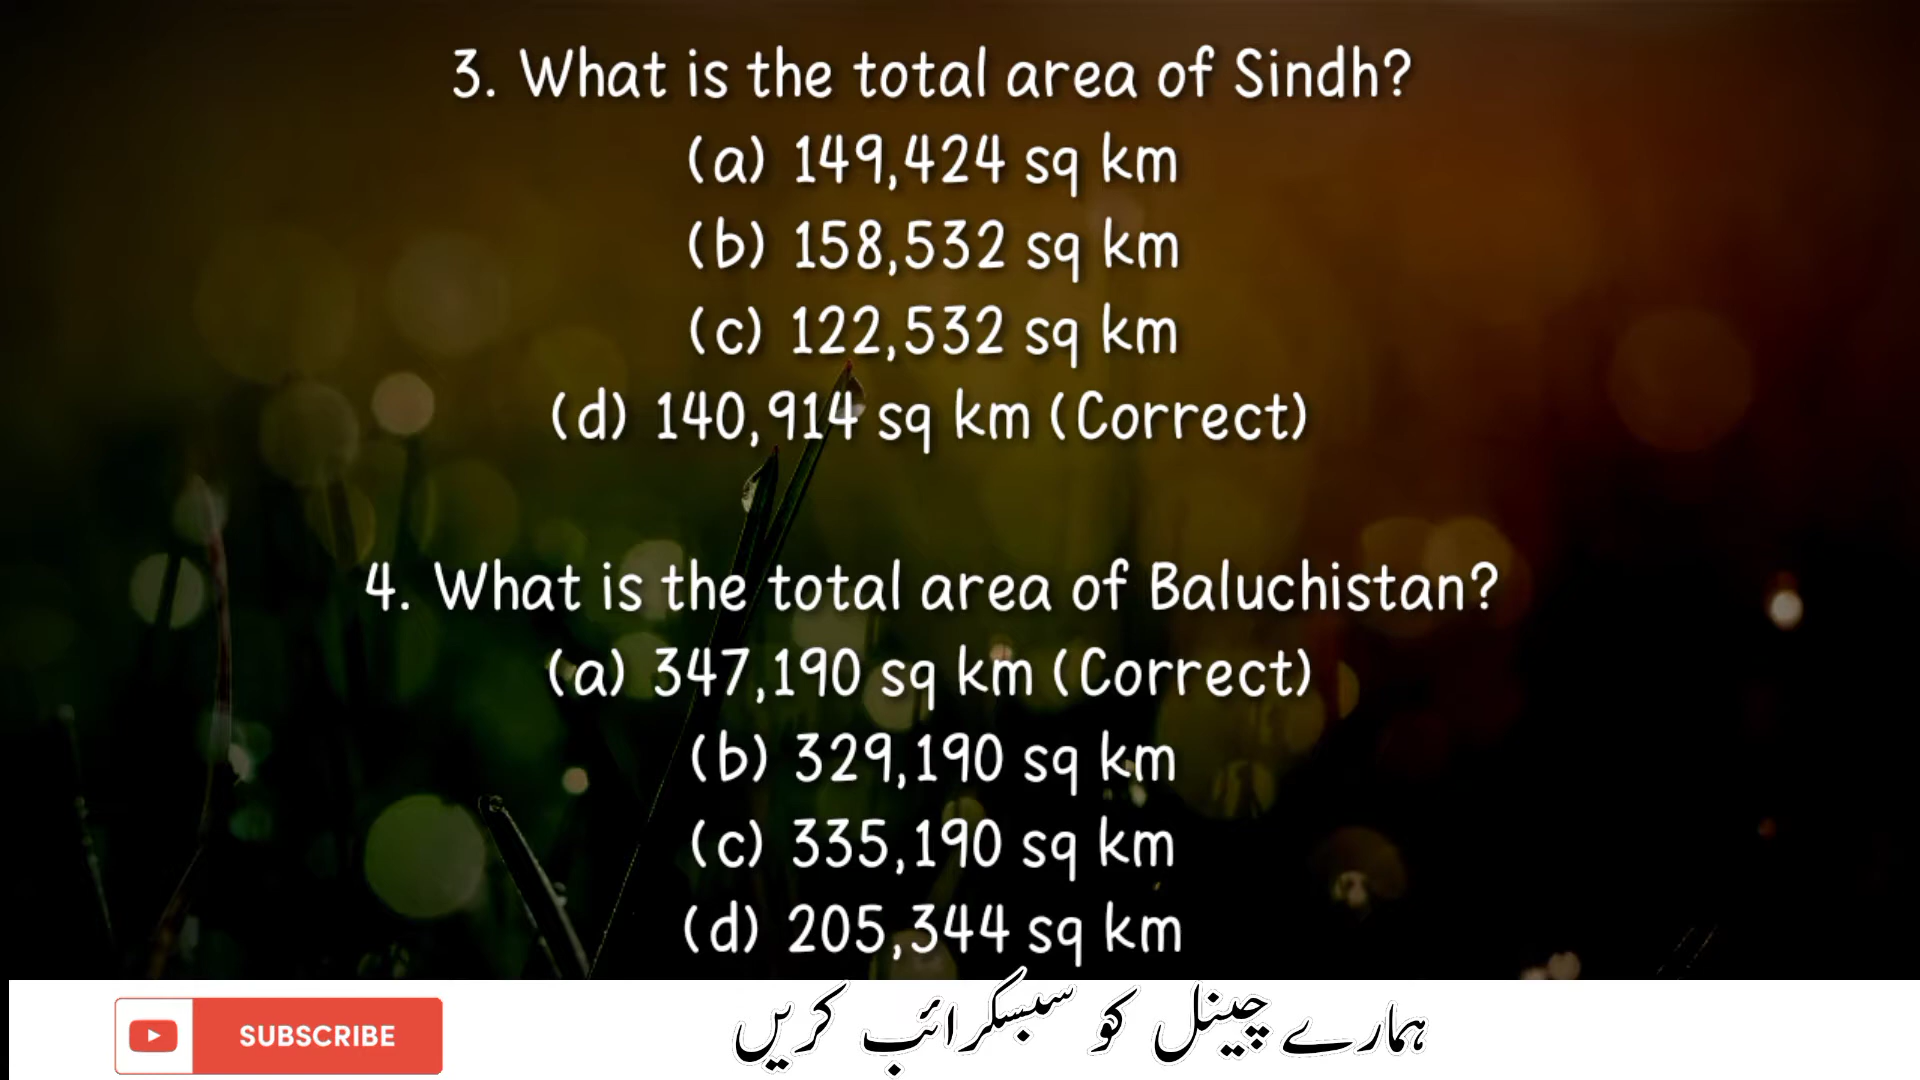 3. What is the total area of Sindh?
(a) 149,424 sq km
(b) 158,532 sq km
(c) 122,532 sq km
(d) 140,914 sq km (Correct)
4. What is the total area of Baluchistan?
(a) 347,190 sq km (Correct)
(b) 329,190 sq km
(c) 335,190 sq km
(d) 205,344 sq km
SUBSCRIBE
ہمارے چینل کو سبسکرائب کریں